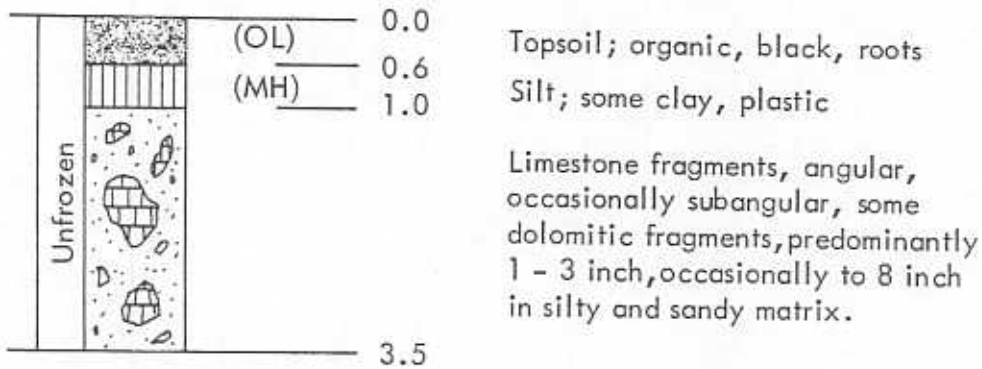 Unfrozen
(OL)
(MH)
0.0
0.6
1.0
3.5
Topsoil; organic, black, roots
Silt; some clay, plastic
Limestone fragments, angular,
occasionally subangular, some
dolomitic fragments, predominantly
1 - 3 inch, occasionally to 8 inch
in silty and sandy matrix.